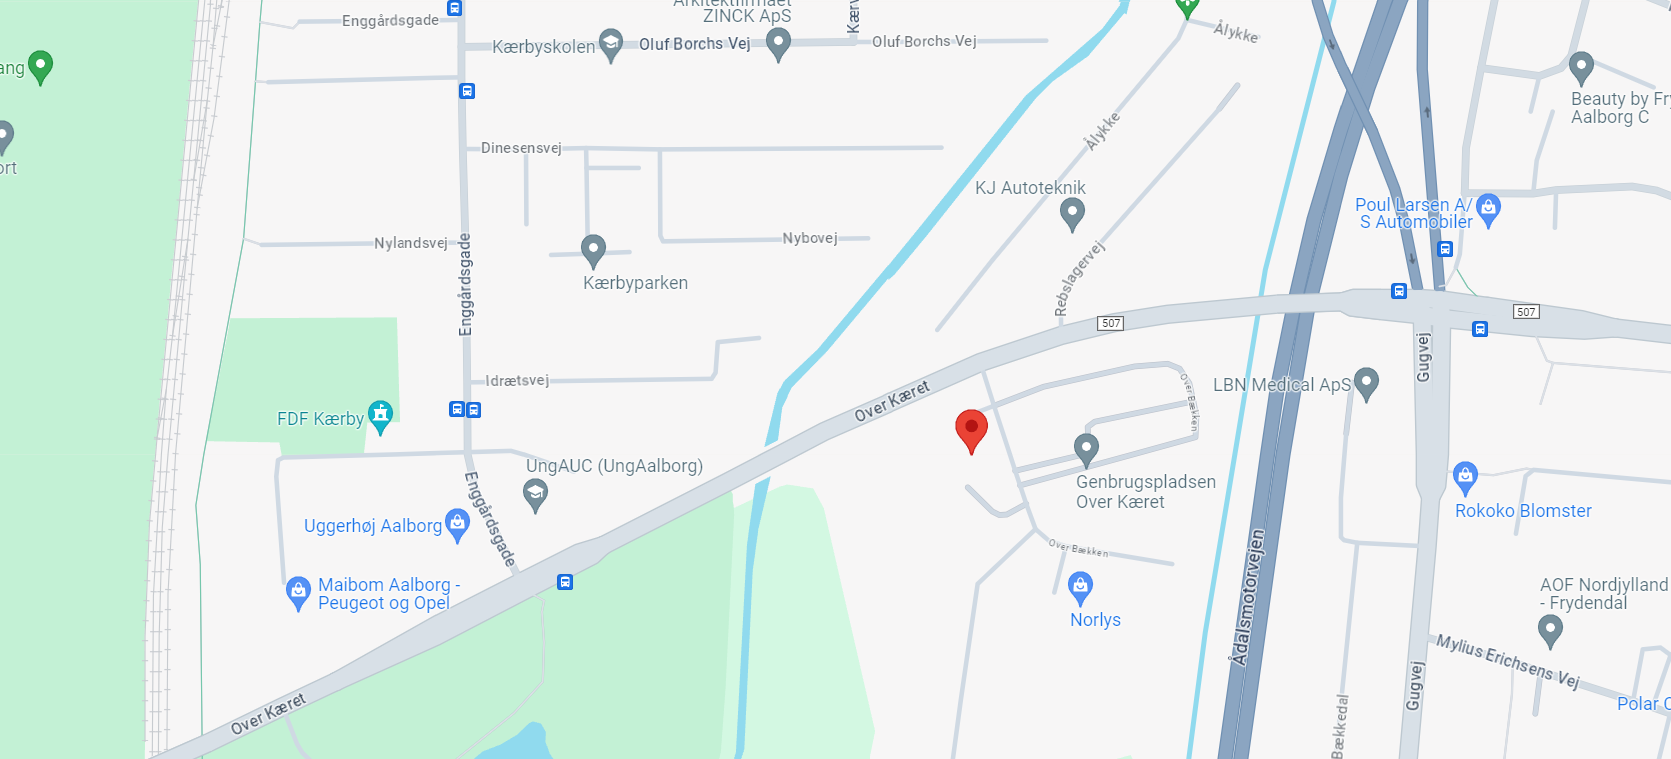 Enggårdsgade
Arkitektfirmaet
ZINCK ApS
Kærbyskolen
Oluf Borchs Vej
Oluf Borchs Vej
Ålykke
ang
Beauty by Fr
Aalborg C
Dinesensvej
Ålykke
ort
KJ Autoteknik
Poul Larsen A/
S Automobiler
Nylandsvej
Enggårdsgade
Nybovej
Kærbyparken
Rebslagervej
507
507
Gugvej
Idrætsvej
Over Kæret
Over Bækken
LBN Medical ApS
FDF Kærby
UngAUC (UngAalborg)
Enggårdsgade
Genbrugspladsen
Over Kæret
Rokoko Blomster
Uggerhøj Aalborg
Over Bækken
Ådalsmotorvejen
Maibom Aalborg -
Peugeot og Opel
Norlys
AOF Nordjylland
- Frydendal
Mylius Erichsens Vej
Gugvej
Over Kæret
Bækkedal
Polar